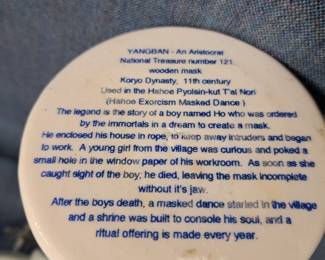 YANGBAN - An Aristocrat
National Treasure number 121
wooden mask
Koryo Dynasty, 11th century
Used in the Hahoe Pyolsin-kut T'al Nori
(Hahoe Exorcism Masked Dance)
The legend is the story of a boy named Ho who was ordered
by the immortals in a dream to create a mask.
He enclosed his house in rope, to keep away intruders and began
to work. A young girl from the village was curious and poked a
small hole in the window paper of his workroom. As soon as she
caught sight of the boy; he died, leaving the mask incomplete
without it's jaw.
After the boys death, a masked dance started in the village
and a shrine was built to console his soul, and a
ritual offering is made every year.